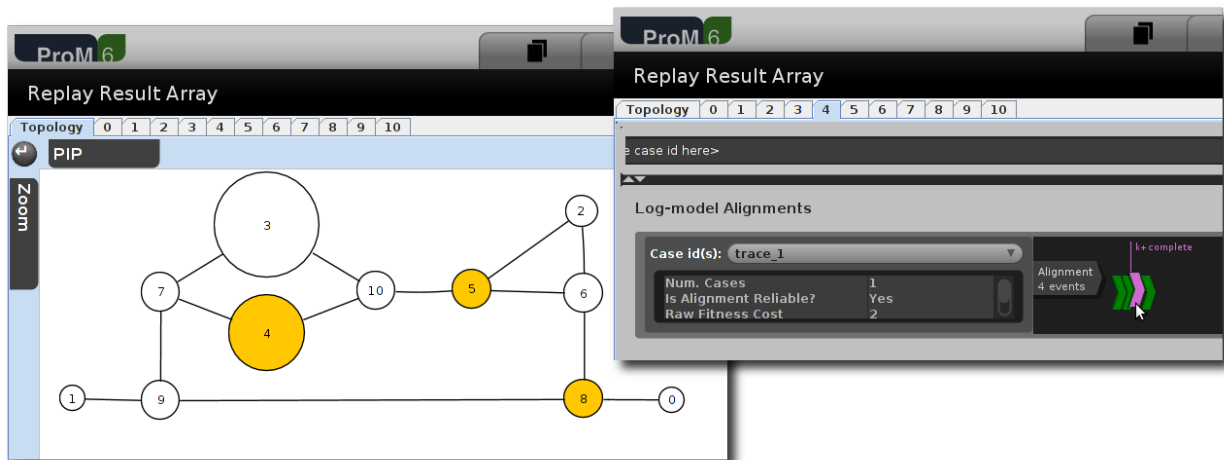 ProM 6
Replay Result Array
Topology 0 1 2 3 4 5 6 7 8 9 10
PIP
Zoom
3
2
7
10
5
6
4
1
9
8
0
ProM 6
Replay Result Array
Topology 0 1 2 3 4 5 6 7 8 9 10
e case id here>
Log-model Alignments
Case id(s): trace_1
Num. Cases 1
Is Alignment Reliable? Yes
Raw Fitness Cost 2
Alignment
4 events
k+complete